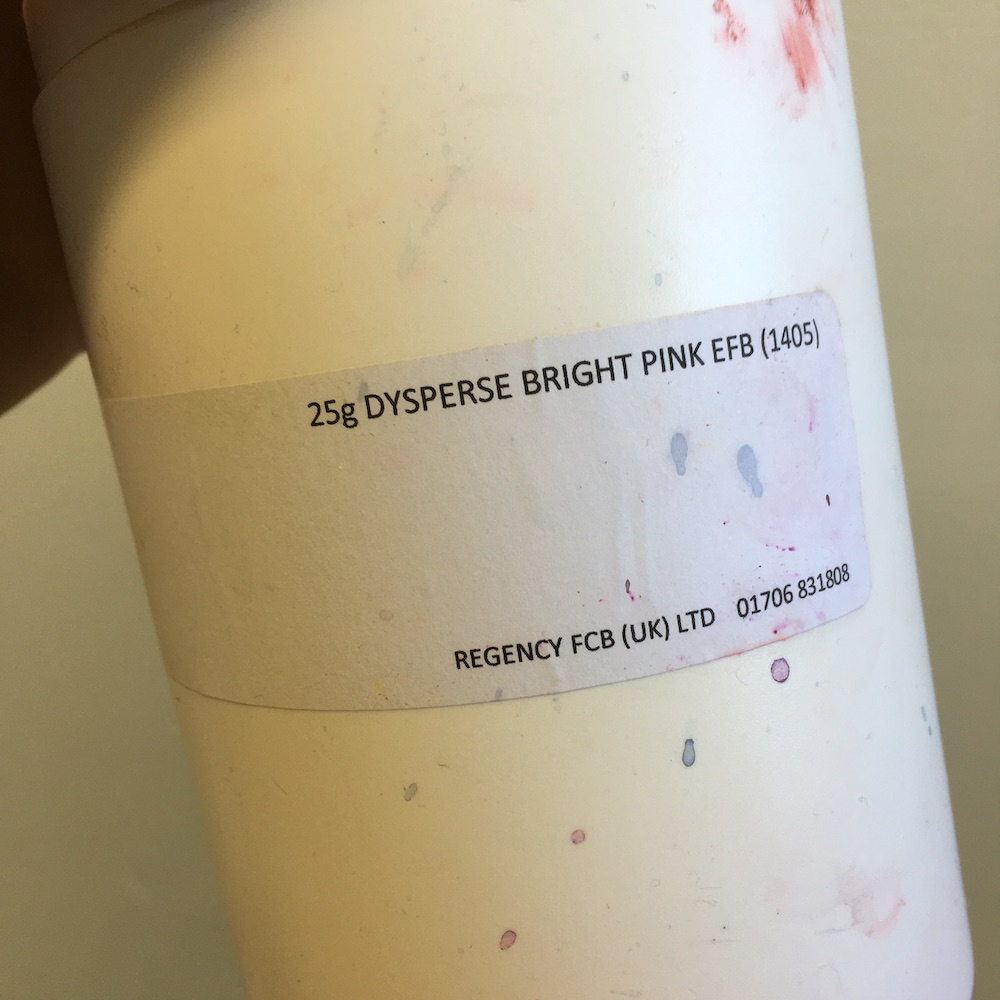 25g DYSPERSE BRIGHT PINK EFB (1405)
REGENCY FCB (UK) LTD 01706 831808